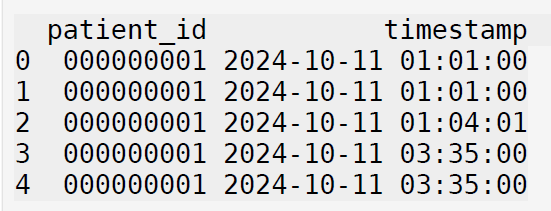 patient_id timestamp
0 000000001 2024-10-11 01:01:00
1 000000001 2024-10-11 01:01:00
2 000000001 2024-10-11 01:04:01
3 000000001 2024-10-11 03:35:00
4 000000001 2024-10-11 03:35:00